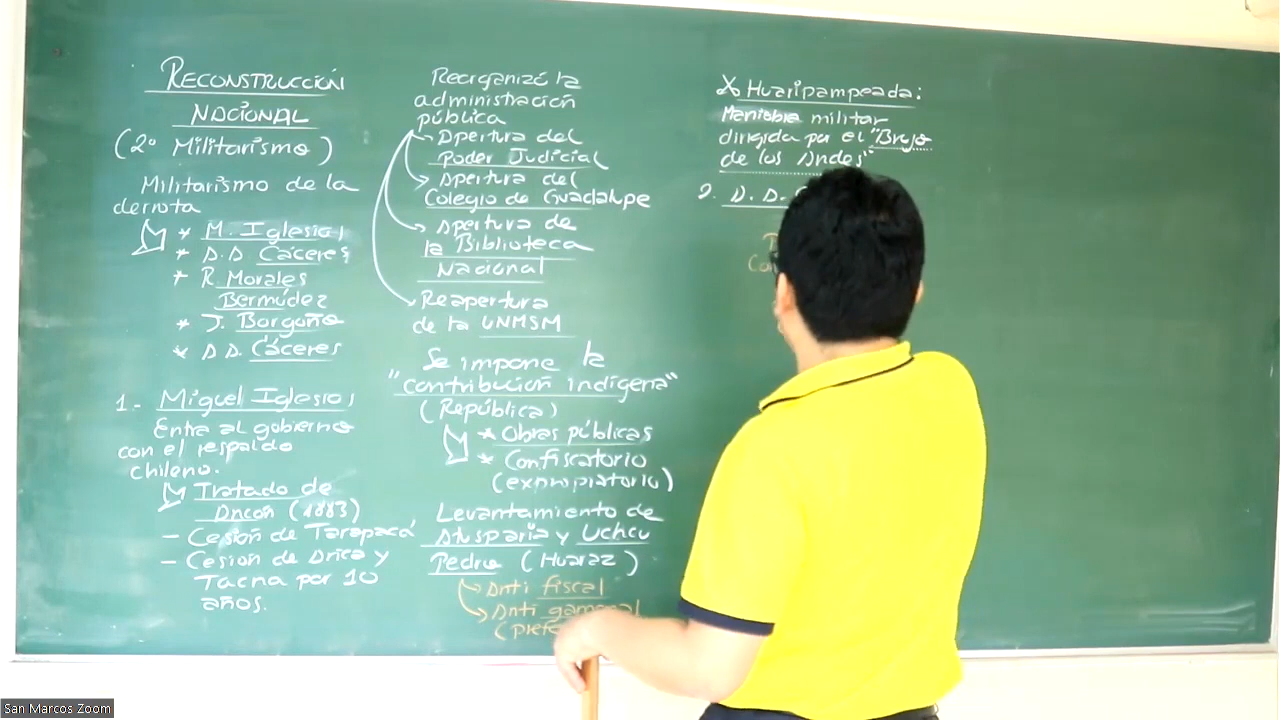 RECONSTRUCCIÓN
NACIONAL
(2º Militarismo)
Militarismo de la
derrota
* M. Iglesias
* A.A. Cáceres
* R. Morales
Bermúdez
* J. Borgoño
* A.A. Cáceres
1.- Miguel Iglesias
Entra al gobierno
con el respaldo
chileno.
Tratado de
Ancón (1883)
- Cesión de Tarapacá
- Cesión de Arica y
Tacna por 10
años.
Reorganizó la
administración
pública
Apertura del
Poder Judicial
Apertura del
Colegio de Guadalupe
Apertura de
la Biblioteca
Nacional
Reapertura
de la UNMSM
Se impone la
"contribución indígena"
(República)
* Obras públicas
* Confiscatorio
(expropiatorio)
Levantamiento de
Atusparia y Uchcu
Pedro (Huaraz)
Anti fiscal
Anti gamonal
Huaripampeada:
Maniobra militar
dirigida por el "Brujo
de los Andes"
2. A. A.
San Marcos Zoom